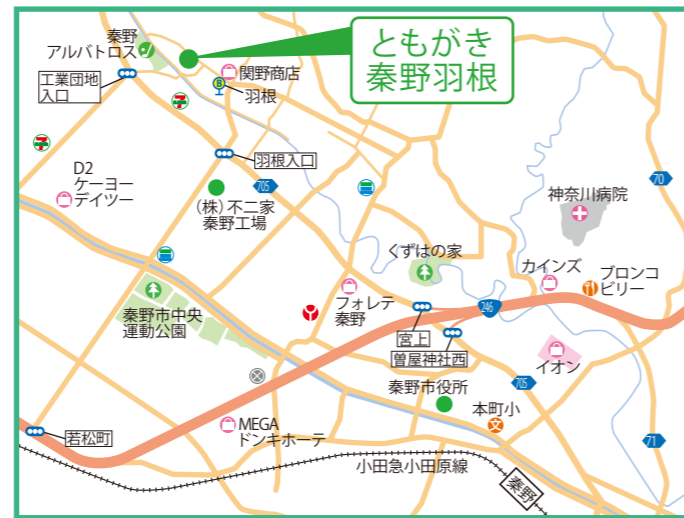 ともがき
秦野羽根
秦野
アルバトロス
工業団地
入口
関野商店
B
羽根
羽根入口
705
D2
ケーヨー
デイツー
(株)不二家
秦野工場
70
神奈川病院
くずはの家
カインズ
ブロンコ
ビリー
246
フォレテ
秦野
宮上
曽屋神社西
秦野市中央
運動公園
イオン
705
秦野市役所
本町小
文
71
MEGA
ドンキホーテ
若松町
小田急小田原線
秦野